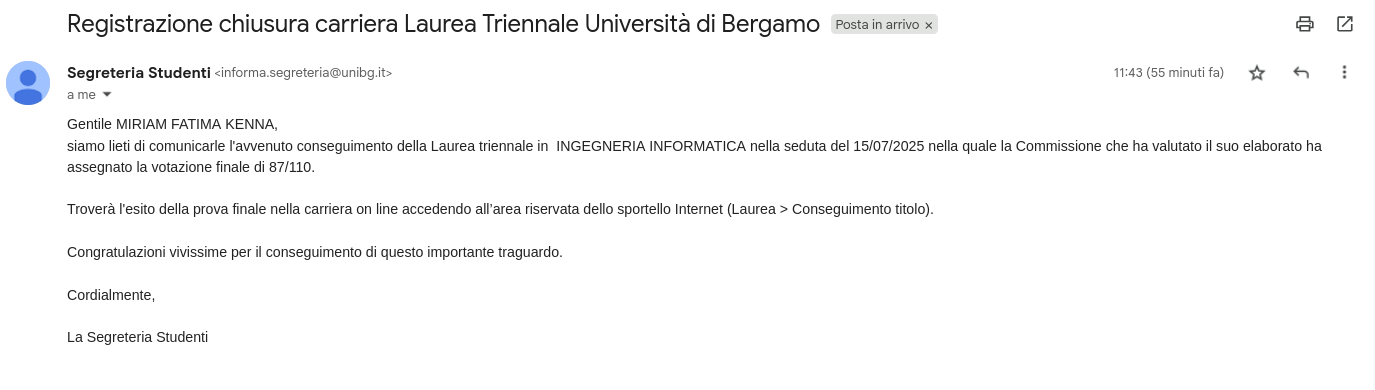 Registrazione chiusura carriera Laurea Triennale Università di Bergamo Posta in arrivo ×
Segreteria Studenti <informa.segreteria@unibg.it> 11:43 (55 minuti fa)
a me
Gentile MIRIAM FATIMA KENNA,
siamo lieti di comunicarle l'avvenuto conseguimento della Laurea triennale in  INGEGNERIA INFORMATICA nella seduta del 15/07/2025 nella quale la Commissione che ha valutato il suo elaborato ha
assegnato la votazione finale di 87/110.
Troverà l'esito della prova finale nella carriera on line accedendo all’area riservata dello sportello Internet (Laurea > Conseguimento titolo).
Congratulazioni vivissime per il conseguimento di questo importante traguardo.
Cordialmente,
La Segreteria Studenti